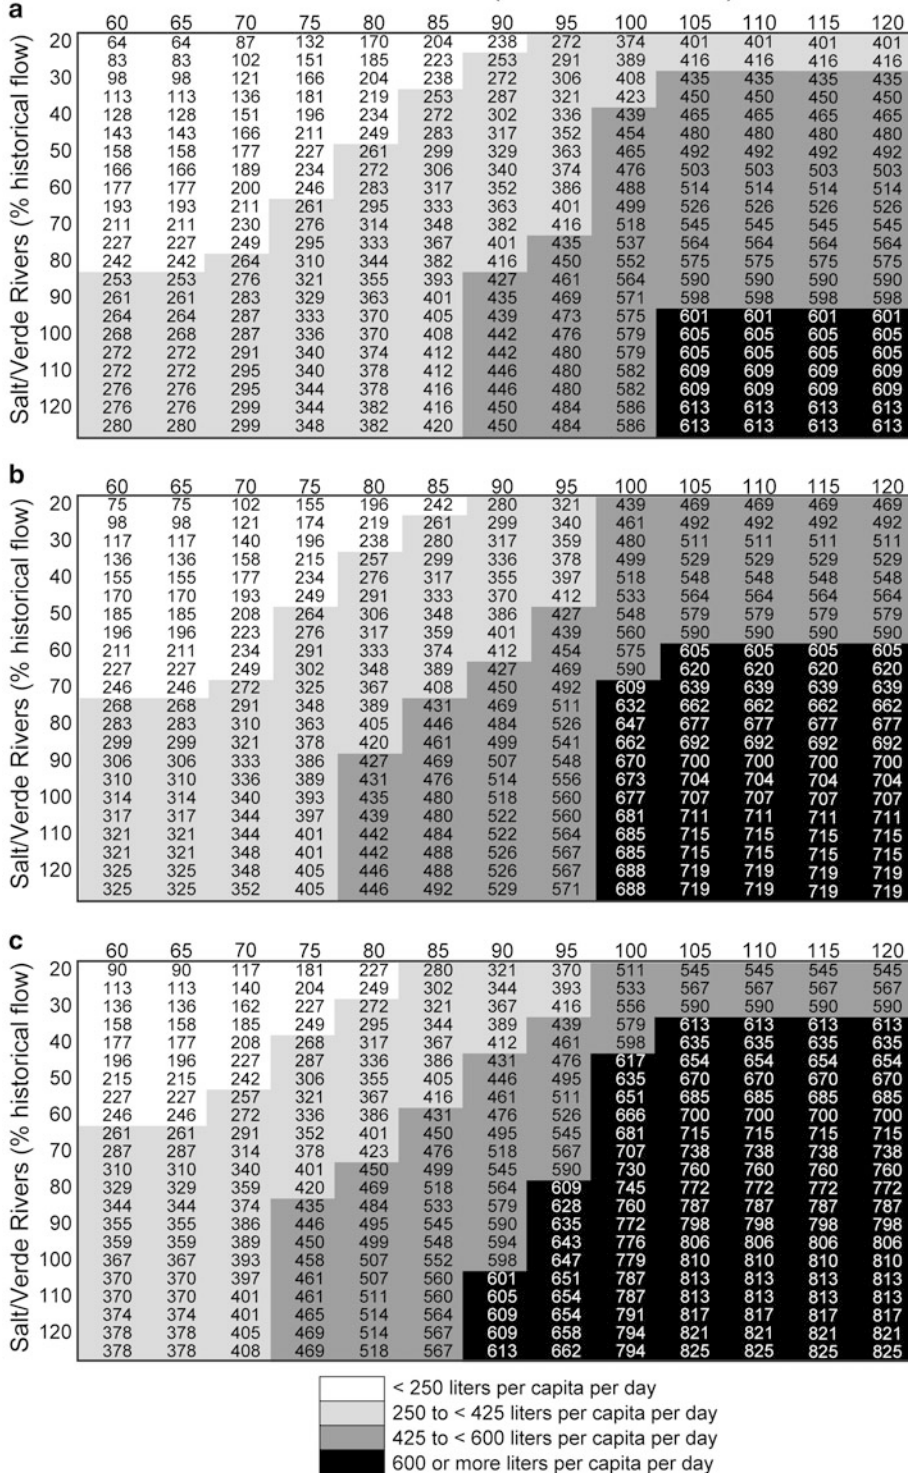 a
60 65 70 75 80 85 90 95 100 105 110 115 120
Salt/Verde Rivers (% historical flow)
20 64 64 87 132 170 204 238 272 374 401 401 401 401
83 83 102 151 185 223 253 291 389 416 416 416 416
30 98 98 121 166 204 238 272 306 408 435 435 435 435
113 113 136 181 219 253 287 321 423 450 450 450 450
40 128 128 151 196 234 272 302 336 439 465 465 465 465
143 143 166 211 249 283 317 352 454 480 480 480 480
50 158 158 177 227 261 299 329 363 465 492 492 492 492
166 166 189 234 272 306 340 374 476 503 503 503 503
60 177 177 200 246 283 317 352 386 488 514 514 514 514
193 193 211 261 295 333 363 401 499 526 526 526 526
70 211 211 230 276 314 348 382 416 518 545 545 545 545
227 227 249 295 333 367 401 435 537 564 564 564 564
80 242 242 264 310 344 382 416 450 552 575 575 575 575
253 253 276 321 355 393 427 461 564 590 590 590 590
90 261 261 283 329 363 401 435 469 571 598 598 598 598
264 264 287 333 370 405 439 473 575 601 601 601 601
100 268 268 287 336 370 408 442 476 579 605 605 605 605
272 272 291 340 374 412 442 480 579 605 605 605 605
110 272 272 295 340 378 412 446 480 582 609 609 609 609
276 276 295 344 378 416 446 480 582 609 609 609 609
120 276 276 299 344 382 416 450 484 586 613 613 613 613
280 280 299 348 382 420 450 484 586 613 613 613 613
b
60 65 70 75 80 85 90 95 100 105 110 115 120
Salt/Verde Rivers (% historical flow)
20 75 75 102 155 196 242 280 321 439 469 469 469 469
98 98 121 174 219 261 299 340 461 492 492 492 492
30 117 117 140 196 238 280 317 359 480 511 511 511 511
136 136 158 215 257 299 336 378 499 529 529 529 529
40 155 155 177 234 276 317 355 397 518 548 548 548 548
170 170 193 249 291 333 370 412 533 564 564 564 564
50 185 185 208 264 306 348 386 427 548 579 579 579 579
196 196 223 276 317 359 401 439 560 590 590 590 590
60 211 211 234 291 333 374 412 454 575 605 605 605 605
227 227 249 302 348 389 427 469 590 620 620 620 620
70 246 246 272 325 367 408 450 492 609 639 639 639 639
268 268 291 348 389 431 469 511 632 662 662 662 662
80 283 283 310 363 405 446 484 526 647 677 677 677 677
299 299 321 378 420 461 499 541 662 692 692 692 692
90 306 306 333 386 427 469 507 548 670 700 700 700 700
310 310 336 389 431 476 514 556 673 704 704 704 704
100 314 314 340 393 435 480 518 560 677 707 707 707 707
317 317 344 397 439 480 522 560 681 711 711 711 711
110 321 321 344 401 442 484 522 564 685 715 715 715 715
321 321 348 401 442 488 526 567 685 715 715 715 715
120 325 325 348 405 446 488 526 567 688 719 719 719 719
325 325 352 405 446 492 529 571 688 719 719 719 719
c
60 65 70 75 80 85 90 95 100 105 110 115 120
Salt/Verde Rivers (% historical flow)
20 90 90 117 181 227 280 321 370 511 545 545 545 545
113 113 140 204 249 302 344 393 533 567 567 567 567
30 136 136 162 227 272 321 367 416 556 590 590 590 590
158 158 185 249 295 344 389 439 579 613 613 613 613
40 177 177 208 268 317 367 412 461 598 635 635 635 635
196 196 227 287 336 386 431 476 617 654 654 654 654
50 215 215 242 306 355 405 446 495 635 670 670 670 670
227 227 257 321 367 416 461 511 651 685 685 685 685
60 246 246 272 336 386 431 476 526 666 700 700 700 700
261 261 291 352 401 450 495 545 681 715 715 715 715
70 287 287 314 378 423 476 518 567 707 738 738 738 738
310 310 340 401 450 499 545 590 730 760 760 760 760
80 329 329 359 420 469 518 564 609 745 772 772 772 772
344 344 374 435 484 533 579 628 760 787 787 787 787
90 355 355 386 446 495 545 590 635 772 798 798 798 798
359 359 389 450 499 548 594 643 776 806 806 806 806
100 367 367 393 458 507 552 598 647 779 810 810 810 810
370 370 397 461 507 560 601 651 787 813 813 813 813
110 370 370 401 461 511 560 605 654 787 813 813 813 813
374 374 401 465 514 564 609 654 791 817 817 817 817
120 378 378 405 469 514 567 609 658 794 821 821 821 821
378 378 408 469 518 567 613 662 794 825 825 825 825
< 250 liters per capita per day
250 to < 425 liters per capita per day
425 to < 600 liters per capita per day
600 or more liters per capita per day